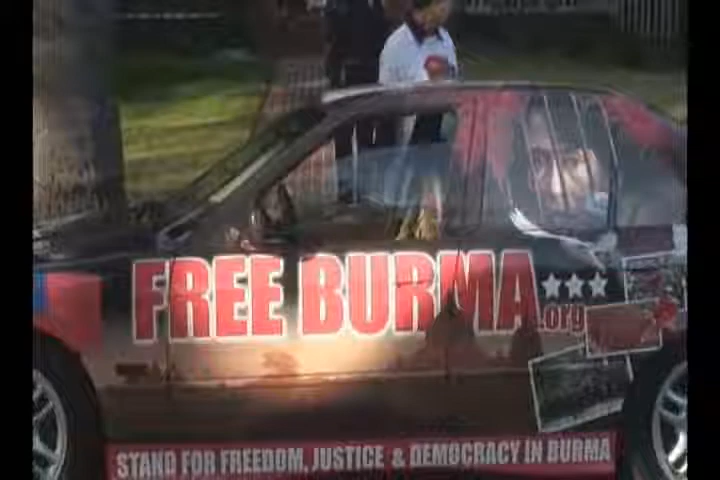 FREE BURMA
.org
STAND FOR FREEDOM, JUSTICE & DEMOCRACY IN BURMA